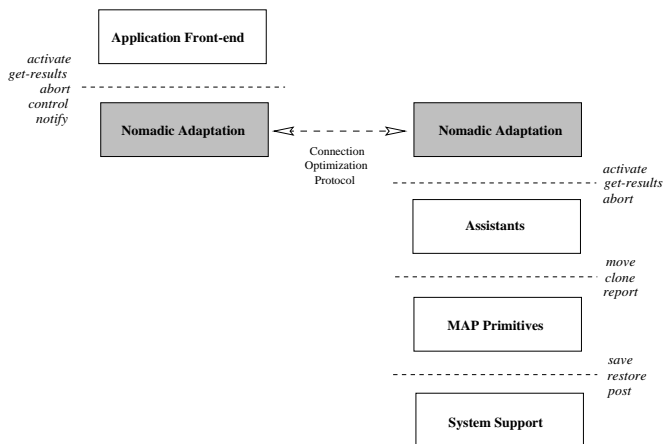 Application Front-end
activate
get-results
abort
control
notify
Nomadic Adaptation
Connection
Optimization
Protocol
Nomadic Adaptation
activate
get-results
abort
Assistants
move
clone
report
MAP Primitives
save
restore
post
System Support